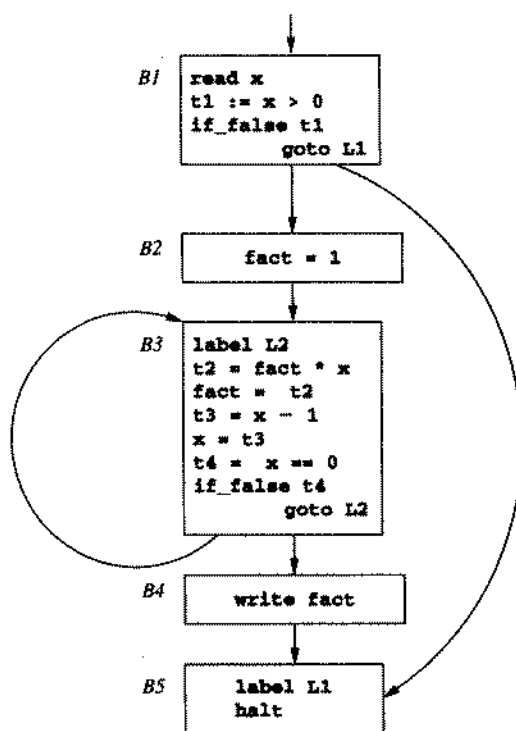 B1
read x
t1 := x > 0
if_false t1
goto L1
B2
fact = 1
B3
label L2
t2 = fact * x
fact = t2
t3 = x - 1
x = t3
t4 = x == 0
if_false t4
goto L2
B4
write fact
B5
label L1
halt